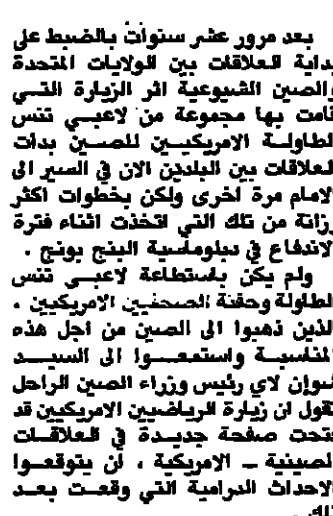 بعد مرور عشر سنوات بالضبط على
بداية العلاقات بين الولايات المتحدة
والصين الشيوعية اثر الزيارة التي
قامت بها مجموعة من لاعبي تنس
الطاولة الامريكيين للصين بدات
العلاقات بين البلدين الان في السير الى
الامام مرة اخرى ولكن بخطوات اكثر
رزانة من تلك التي اتخذت اثناء فترة
الاندفاع في دبلوماسية البنج بونج .
ولم يكن باستطاعة لاعبي تنس
الطاولة وحفنة الصحفيين الامريكيين .
الذين ذهبوا الى الصين من اجل هذه
المناسبة واستمعوا الى السيد
شواين لاي رئيس وزراء الصين الراحل
يقول ان زيارة الرياضيين الامريكيين قد
فتحت صفحة جديدة في العلاقات
الصينية ــ الامريكية ، أن يتوقعوا
الاحداث الدرامية التي وقعت بعد
ذلك .